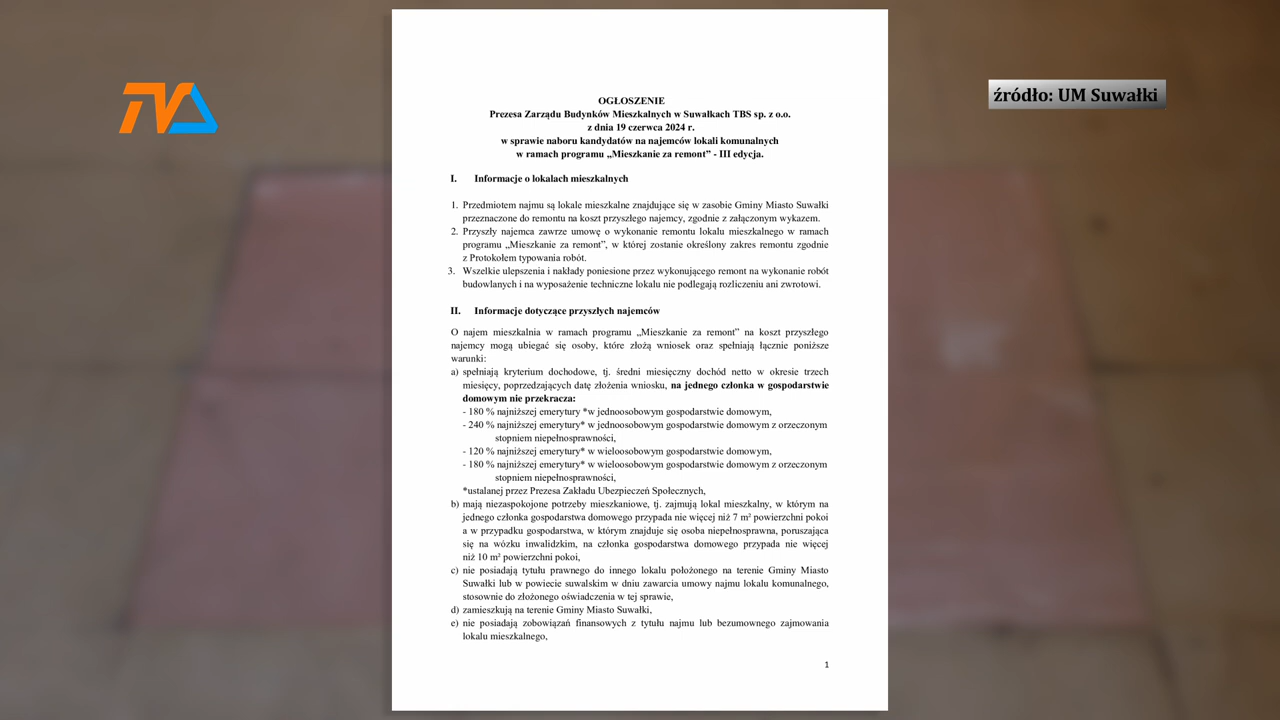 TVA
źródło: UM Suwałki
OGŁOSZENIE
Prezesa Zarządu Budynków Mieszkalnych w Suwałkach TBS sp. z o.o.
z dnia 19 czerwca 2024 r.
w sprawie naboru kandydatów na najemców lokali komunalnych
w ramach programu „Mieszkanie za remont” - III edycja.
I. Informacje o lokalach mieszkalnych
1. Przedmiotem najmu są lokale mieszkalne znajdujące się w zasobie Gminy Miasto Suwałki
przeznaczone do remontu na koszt przyszłego najemcy, zgodnie z załączonym wykazem.
2. Przyszły najemca zawrze umowę o wykonanie remontu lokalu mieszkalnego w ramach
programu „Mieszkanie za remont”, w której zostanie określony zakres remontu zgodnie
z Protokołem typowania robót.
3. Wszelkie ulepszenia i nakłady poniesione przez wykonującego remont na wykonanie robót
budowlanych i na wyposażenie techniczne lokalu nie podlegają rozliczeniu ani zwrotowi.
II. Informacje dotyczące przyszłych najemców
O najem mieszkalnia w ramach programu „Mieszkanie za remont” na koszt przyszłego
najemcy mogą ubiegać się osoby, które złożą wniosek oraz spełniają łącznie poniższe
warunki:
a) spełniają kryterium dochodowe, tj. średni miesięczny dochód netto w okresie trzech
miesięcy, poprzedzających datę złożenia wniosku, na jednego członka w gospodarstwie
domowym nie przekracza:
- 180 % najniższej emerytury *w jednoosobowym gospodarstwie domowym,
- 240 % najniższej emerytury* w jednoosobowym gospodarstwie domowym z orzeczonym
stopniem niepełnosprawności,
- 120 % najniższej emerytury* w wieloosobowym gospodarstwie domowym,
- 180 % najniższej emerytury* w wieloosobowym gospodarstwie domowym z orzeczonym
stopniem niepełnosprawności,
*ustalanej przez Prezesa Zakładu Ubezpieczeń Społecznych,
b) mają niezaspokojone potrzeby mieszkaniowe, tj. zajmują lokal mieszkalny, w którym na
jednego członka gospodarstwa domowego przypada nie więcej niż 7 m² powierzchni pokoi
a w przypadku gospodarstwa, w którym znajduje się osoba niepełnosprawna, poruszająca
się na wózku inwalidzkim, na członka gospodarstwa domowego przypada nie więcej
niż 10 m² powierzchni pokoi,
c) nie posiadają tytułu prawnego do innego lokalu położonego na terenie Gminy Miasto
Suwałki lub w powiecie suwalskim w dniu zawarcia umowy najmu lokalu komunalnego,
stosownie do złożonego oświadczenia w tej sprawie,
d) zamieszkują na terenie Gminy Miasto Suwałki,
e) nie posiadają zobowiązań finansowych z tytułu najmu lub bezumownego zajmowania
lokalu mieszkalnego,
1